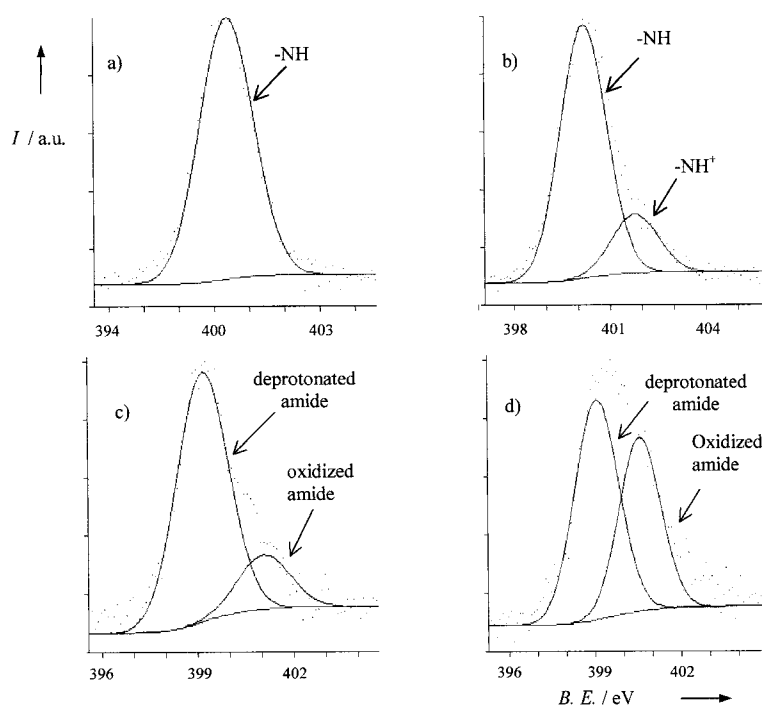 a)
-NH
I / a.u.
394 400 403
b)
-NH
-NH⁺
398 401 404
c)
deprotonated
amide
oxidized
amide
396 399 402
d)
deprotonated
amide
Oxidized
amide
396 399 402
B. E. / eV